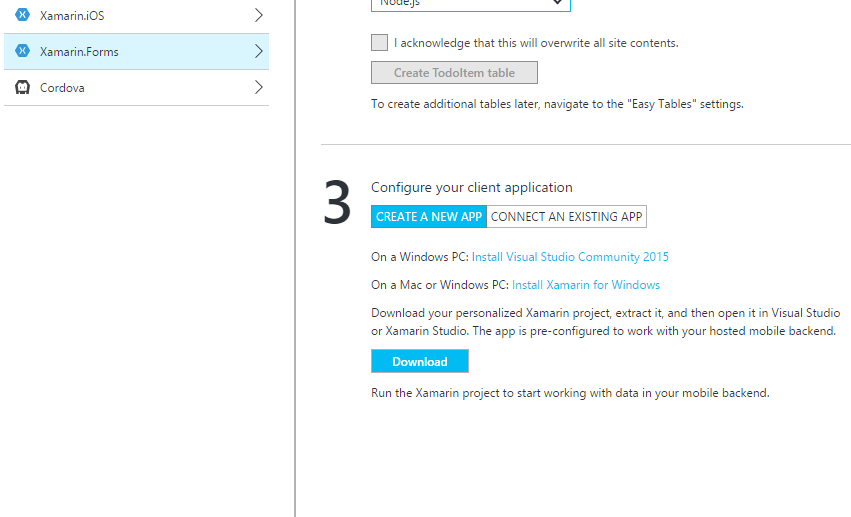 Xamarin.iOS
Xamarin.Forms
Cordova
Node.js
I acknowledge that this will overwrite all site contents.
Create TodoItem table
To create additional tables later, navigate to the "Easy Tables" settings.
3
Configure your client application
CREATE A NEW APP CONNECT AN EXISTING APP
On a Windows PC: Install Visual Studio Community 2015
On a Mac or Windows PC: Install Xamarin for Windows
Download your personalized Xamarin project, extract it, and then open it in Visual Studio
or Xamarin Studio. The app is pre-configured to work with your hosted mobile backend.
Download
Run the Xamarin project to start working with data in your mobile backend.